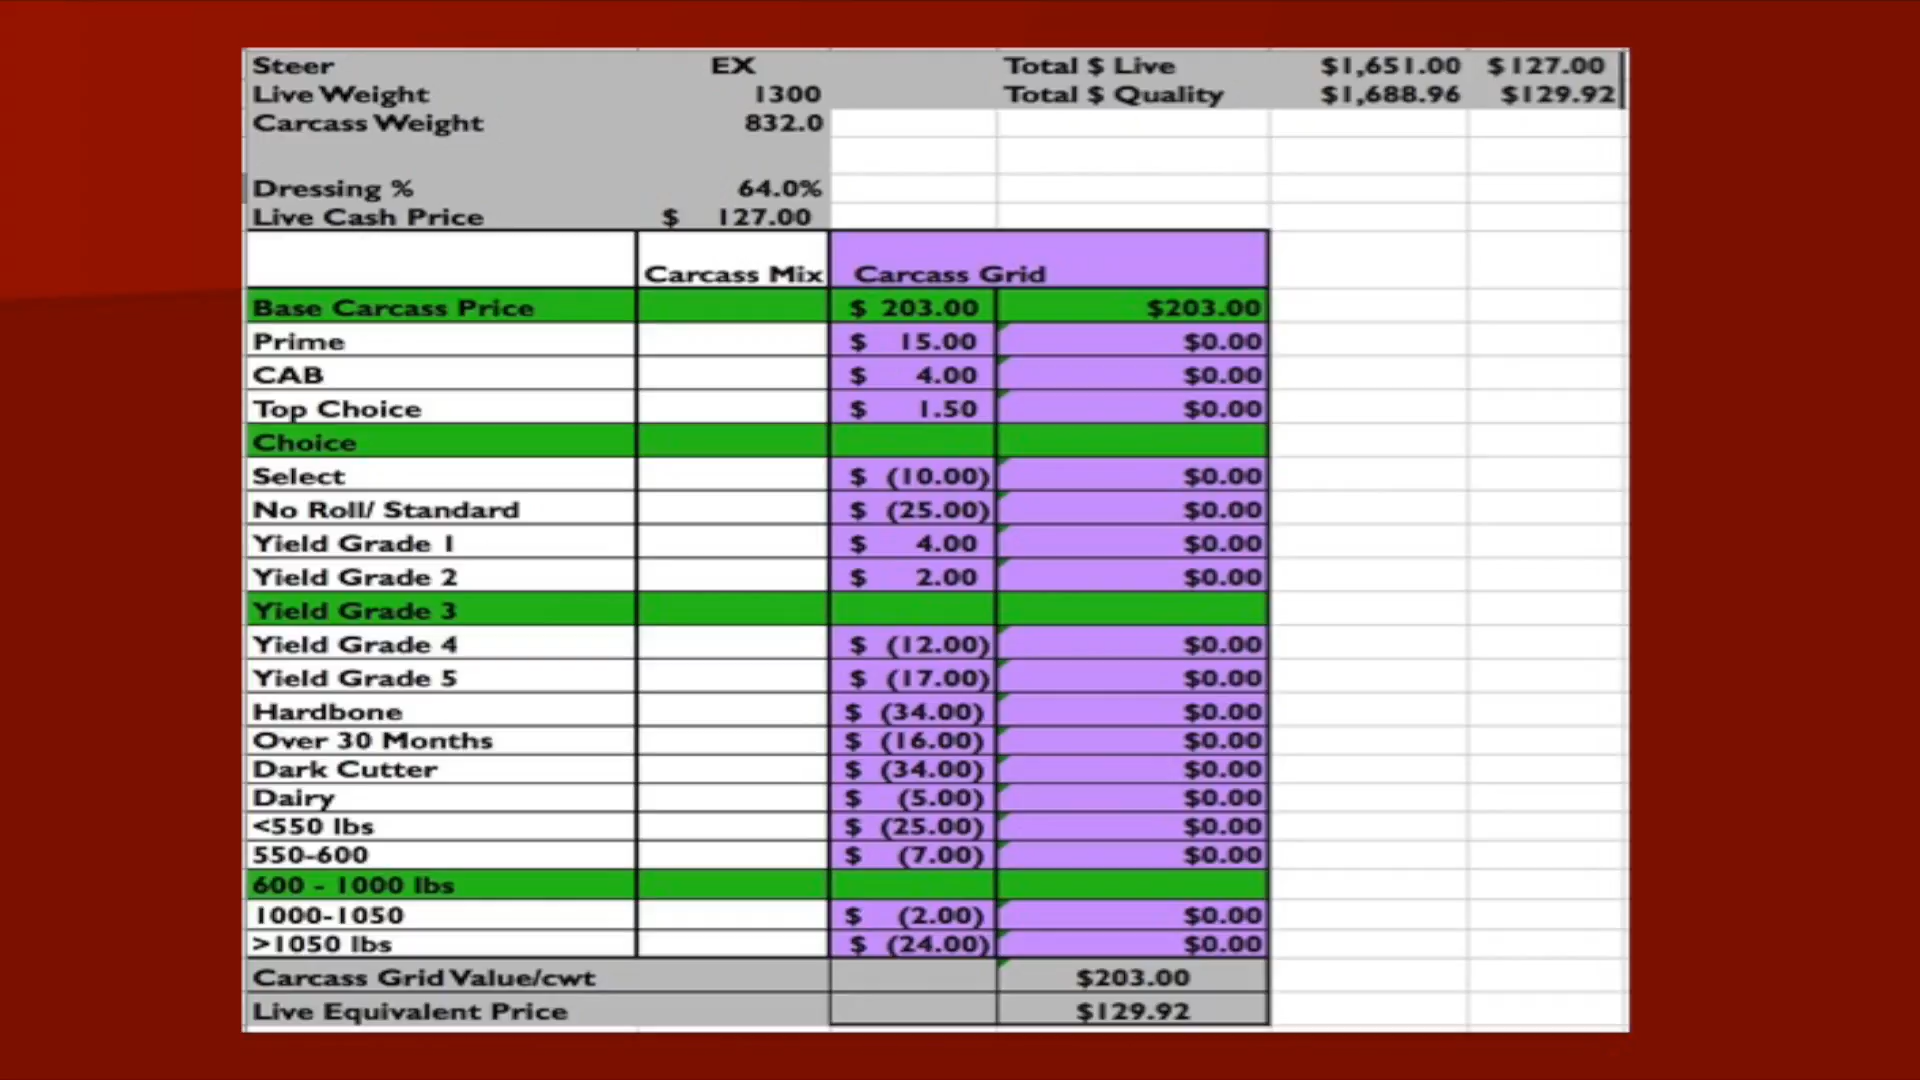 Steer EX Total $ Live $1,651.00 $127.00
Live Weight 1300 Total $ Quality $1,688.96 $129.92
Carcass Weight 832.0
Dressing % 64.0%
Live Cash Price $ 127.00
Carcass Mix Carcass Grid
Base Carcass Price $ 203.00 $203.00
Prime $ 15.00 $0.00
CAB $ 4.00 $0.00
Top Choice $ 1.50 $0.00
Choice
Select $ (10.00) $0.00
No Roll/ Standard $ (25.00) $0.00
Yield Grade 1 $ 4.00 $0.00
Yield Grade 2 $ 2.00 $0.00
Yield Grade 3
Yield Grade 4 $ (12.00) $0.00
Yield Grade 5 $ (17.00) $0.00
Hardbone $ (34.00) $0.00
Over 30 Months $ (16.00) $0.00
Dark Cutter $ (34.00) $0.00
Dairy $ (5.00) $0.00
<550 lbs $ (25.00) $0.00
550-600 $ (7.00) $0.00
600 - 1000 lbs
1000-1050 $ (2.00) $0.00
>1050 lbs $ (24.00) $0.00
Carcass Grid Value/cwt $203.00
Live Equivalent Price $129.92